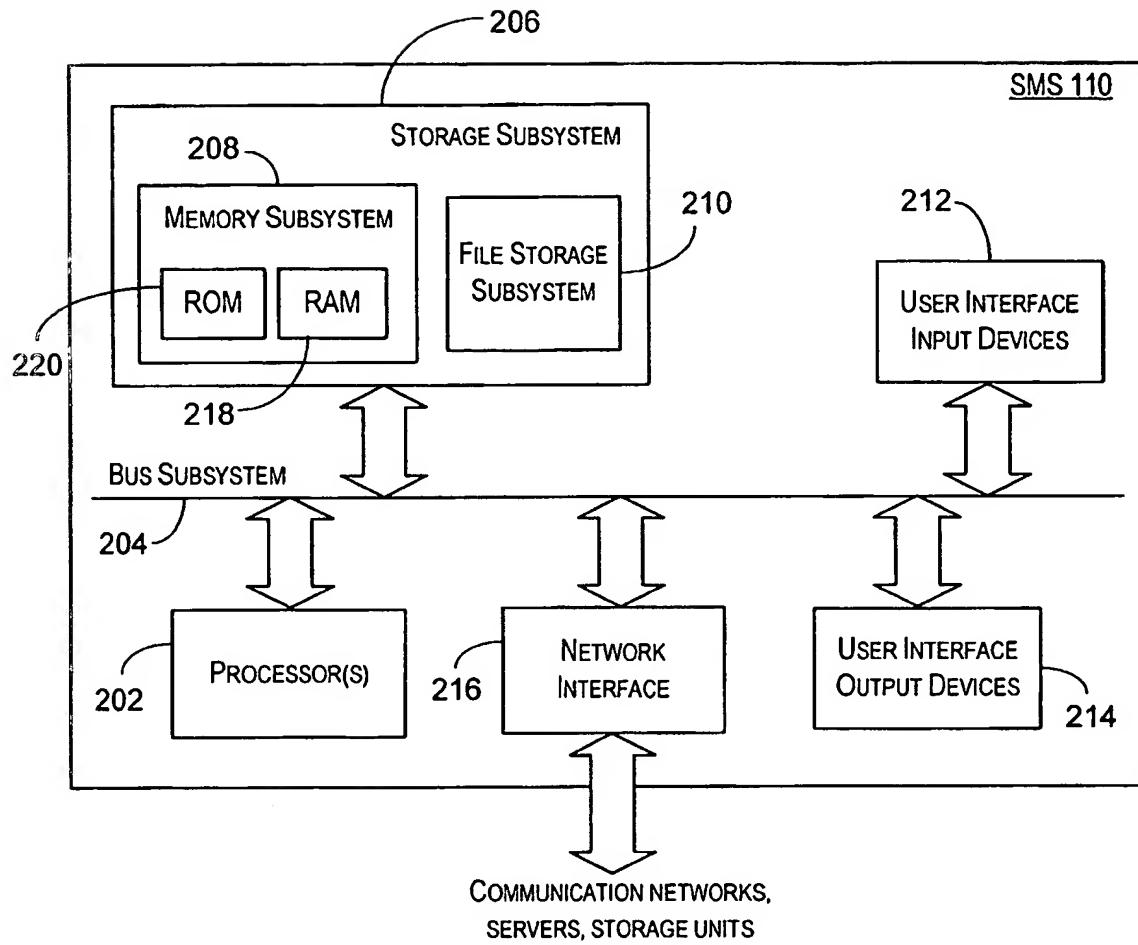 206
SMS 110
STORAGE SUBSYSTEM
208
MEMORY SUBSYSTEM
ROM
RAM
220
218
FILE STORAGE
SUBSYSTEM
210
212
USER INTERFACE
INPUT DEVICES
BUS SUBSYSTEM
204
PROCESSOR(S)
202
NETWORK
INTERFACE
216
USER INTERFACE
OUTPUT DEVICES
214
COMMUNICATION NETWORKS,
SERVERS, STORAGE UNITS